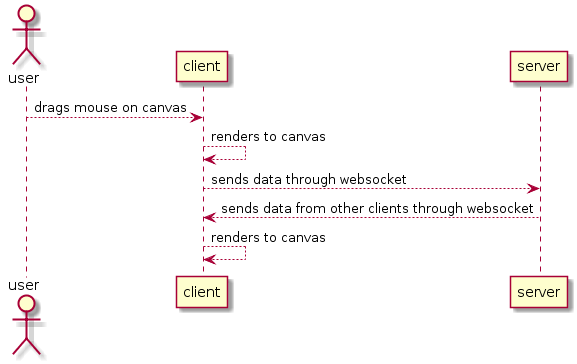 user
client
server
drags mouse on canvas
renders to canvas
sends data through websocket
sends data from other clients through websocket
renders to canvas
user
client
server